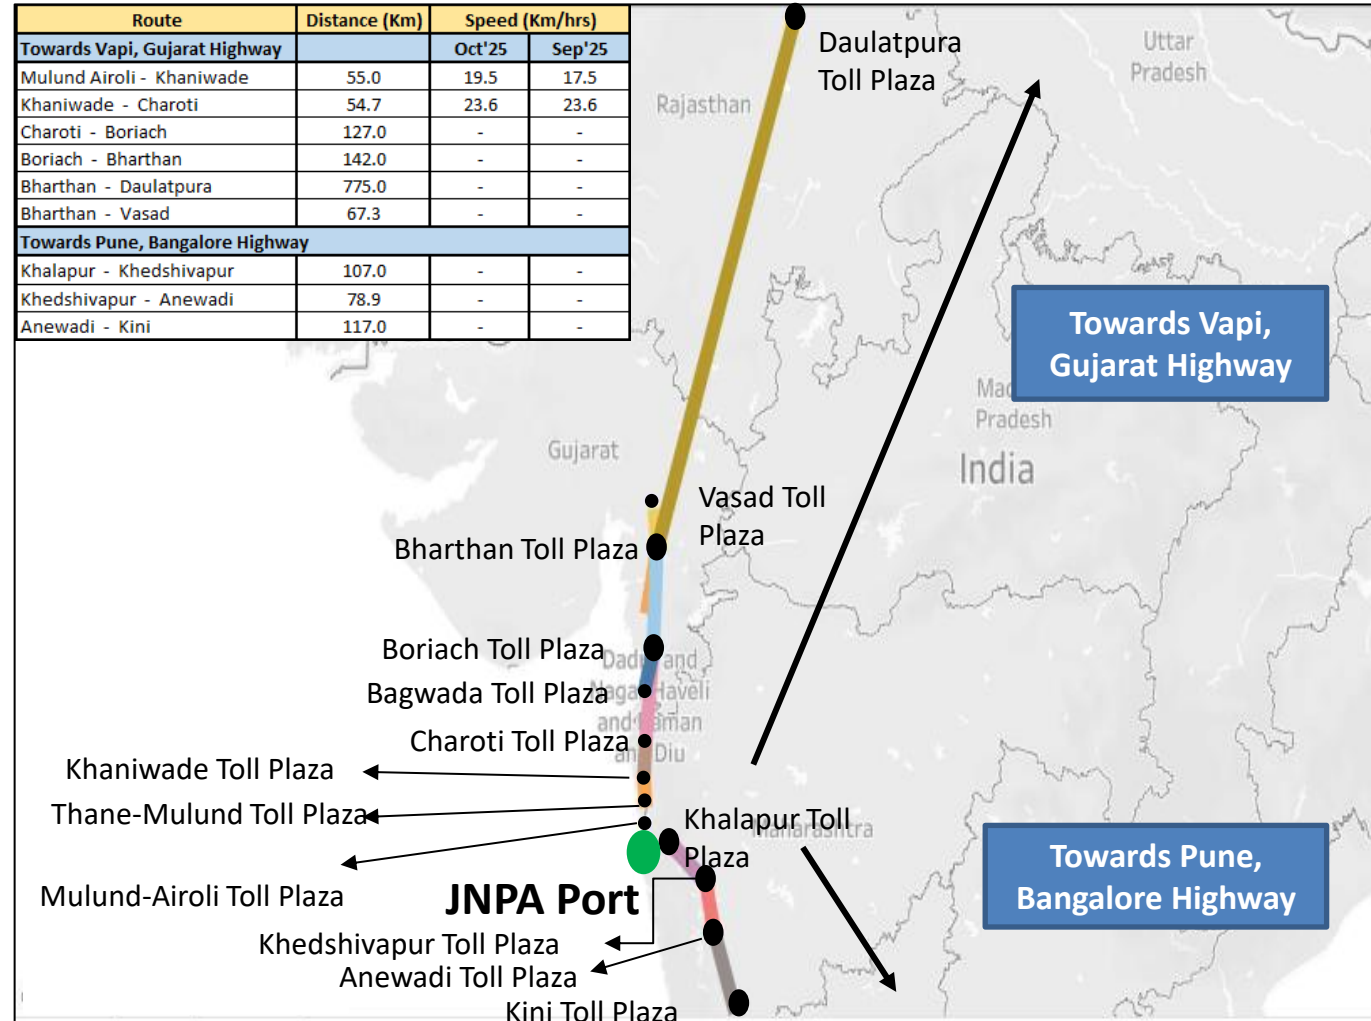 Route Distance (Km) Speed (Km/hrs)
Towards Vapi, Gujarat Highway Oct'25 Sep'25
Mulund Airoli - Khaniwade 55.0 19.5 17.5
Khaniwade - Charoti 54.7 23.6 23.6
Charoti - Boriach 127.0 - -
Boriach - Bharthan 142.0 - -
Bharthan - Daulatpura 775.0 - -
Bharthan - Vasad 67.3 - -
Towards Pune, Bangalore Highway
Khalapur - Khedshivapur 107.0 - -
Khedshivapur - Anewadi 78.9 - -
Anewadi - Kini 117.0 - -
Daulatpura
Toll Plaza
Uttar
Pradesh
Rajasthan
Towards Vapi,
Gujarat Highway
Pradesh
India
Gujarat
Vasad Toll
Plaza
Bharthan Toll Plaza
Boriach Toll Plaza
Bagwada Toll Plaza
Charoti Toll Plaza
Khaniwade Toll Plaza
Thane-Mulund Toll Plaza
Mulund-Airoli Toll Plaza
Khalapur Toll
Plaza
JNPA Port
Khedshivapur Toll Plaza
Anewadi Toll Plaza
Kini Toll Plaza
Towards Pune,
Bangalore Highway